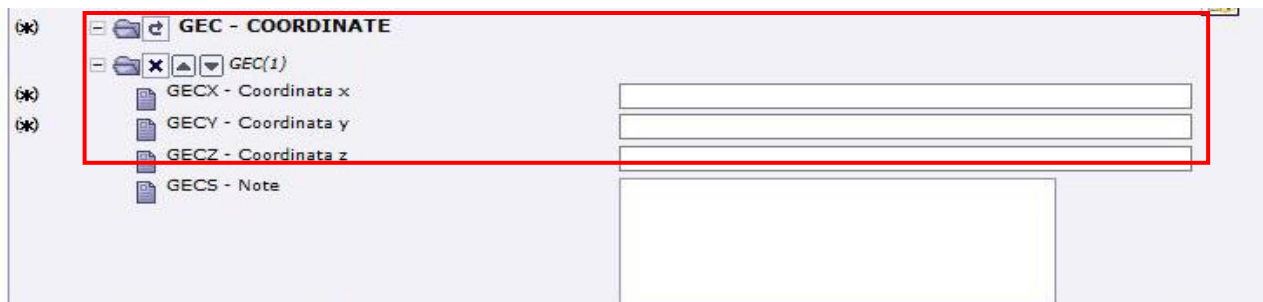 (*) GEC - COORDINATE
GEC(1)
(*) GECX - Coordinata x
(*) GECY - Coordinata y
GECZ - Coordinata z
GECS - Note